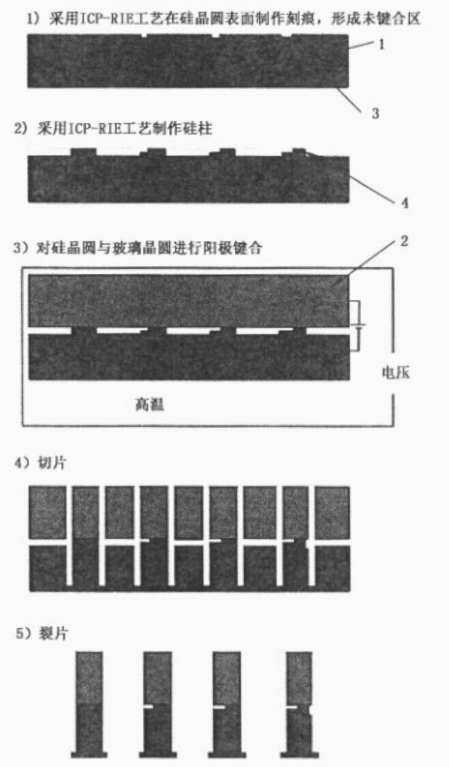 1) 采用ICP-RIE工艺在硅晶圆表面制作刻痕，形成未键合区
1
3
2) 采用ICP-RIE工艺制作硅柱
4
3) 对硅晶圆与玻璃晶圆进行阳极键合
2
电压
高温
4) 切片
5) 裂片